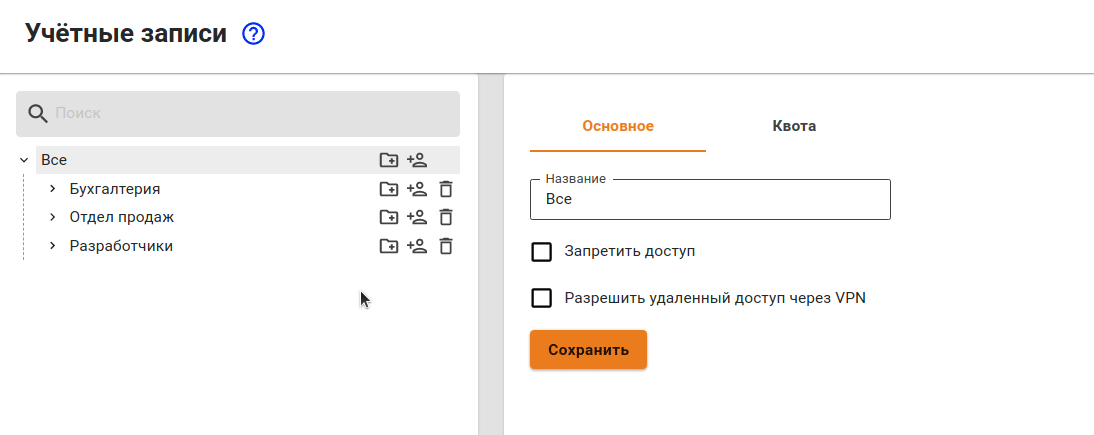 Учётные записи
Поиск
Все
Бухгалтерия
Отдел продаж
Разработчики
Основное Квота
Название
Все
Запретить доступ
Разрешить удаленный доступ через VPN
Сохранить